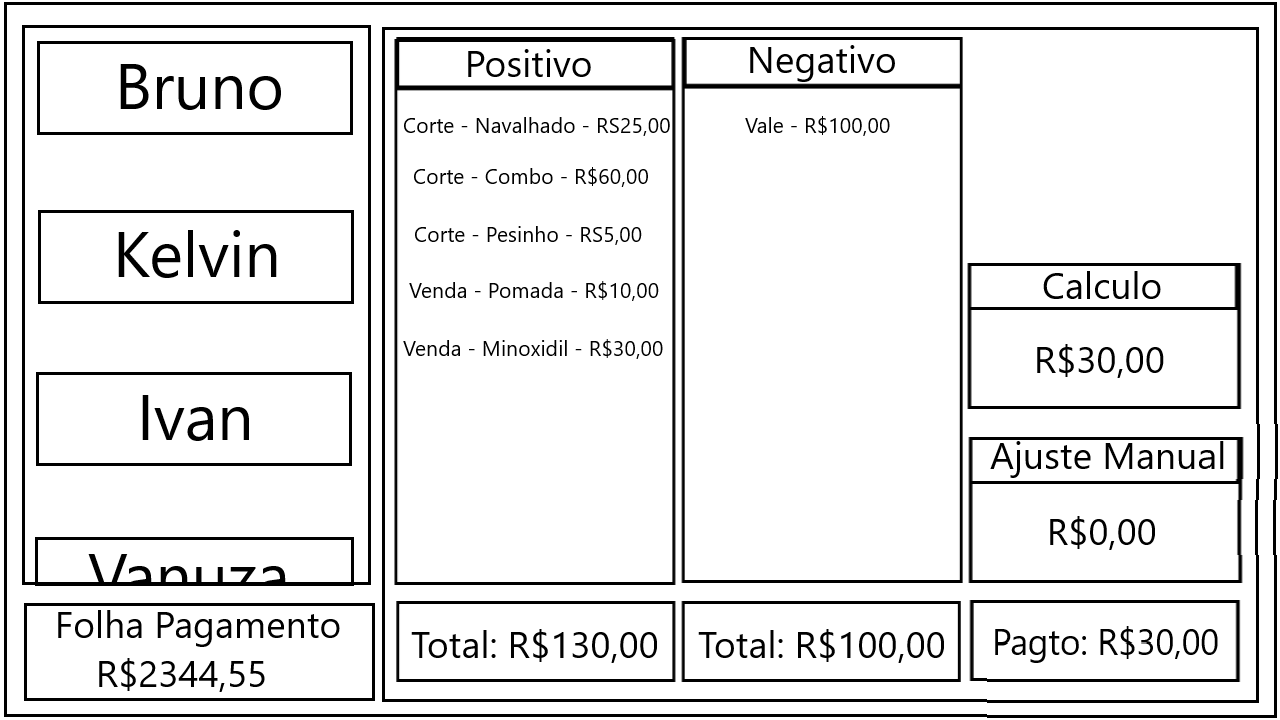 Bruno
Kelvin
Ivan
Vanuza
Folha Pagamento
R$2344,55
Positivo
Corte - Navalhado - RS25,00
Corte - Combo - R$60,00
Corte - Pesinho - RS5,00
Venda - Pomada - R$10,00
Venda - Minoxidil - R$30,00
Total: R$130,00
Negativo
Vale - R$100,00
Total: R$100,00
Calculo
R$30,00
Ajuste Manual
R$0,00
Pagto: R$30,00